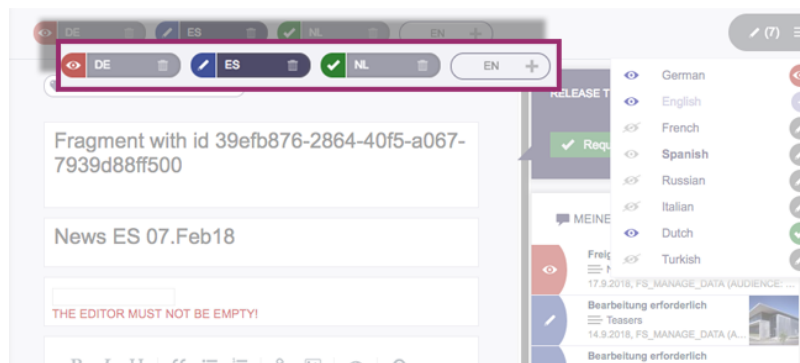 DE ES NL EN
(7)
DE ES NL EN
RELEASE T
Requ
German
English
French
Spanish
Russian
Italian
Dutch
Turkish
Fragment with id 39efb876-2864-40f5-a067-
7939d88ff500
News ES 07.Feb18
THE EDITOR MUST NOT BE EMPTY!
MEINE
Freig
N
17.9.2018, FS_MANAGE_DATA (AUDIENCE: ...
Bearbeitung erforderlich
Teasers
14.9.2018, FS_MANAGE_DATA (A...
Bearbeitung erforderlich